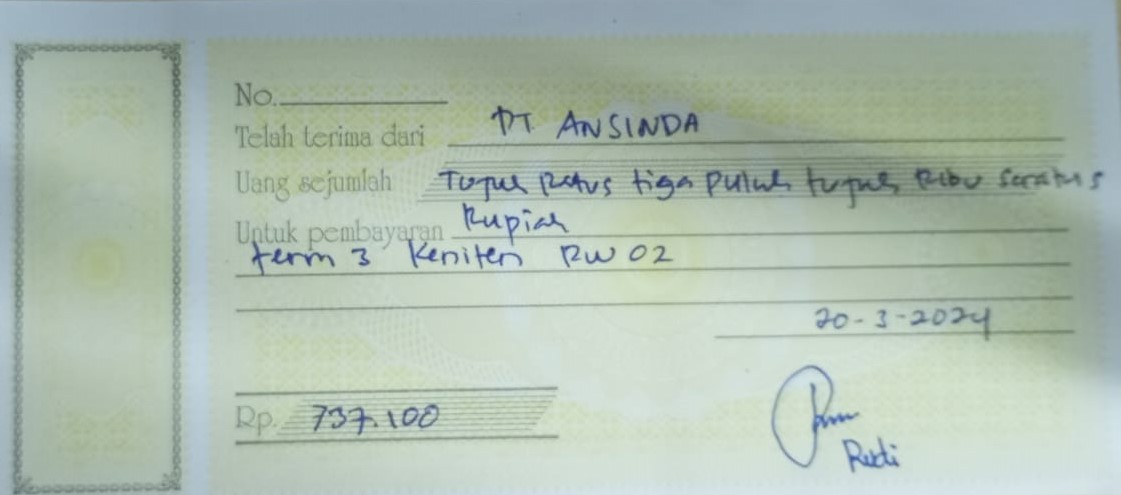 No.
Telah terima dari PT ANSINDA
Uang sejumlah Tujuh Ratus tiga puluh tujuh Ribu seratus
Rupiah
Untuk pembayaran
term 3 Keniten RW 02
20-3-2024
Rp. 737.100
Rudi